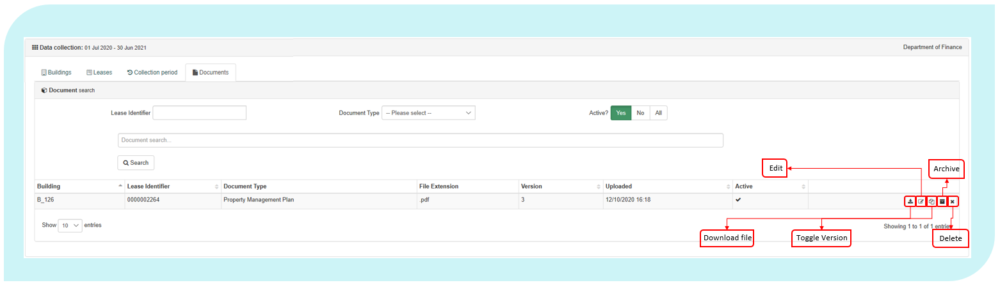 Data collection: 01 Jul 2020 - 30 Jun 2021 Department of Finance
Buildings Leases Collection period Documents
Document search
Lease Identifier Document Type -- Please select -- Active? Yes No All
Document search...
Search
Edit Archive
Building Lease Identifier Document Type File Extension Version Uploaded Active
B_126 0000002264 Property Management Plan .pdf 3 12/10/2020 16:18
Show 10 entries Showing 1 to 1 of 1 entries
Download file Toggle Version Delete